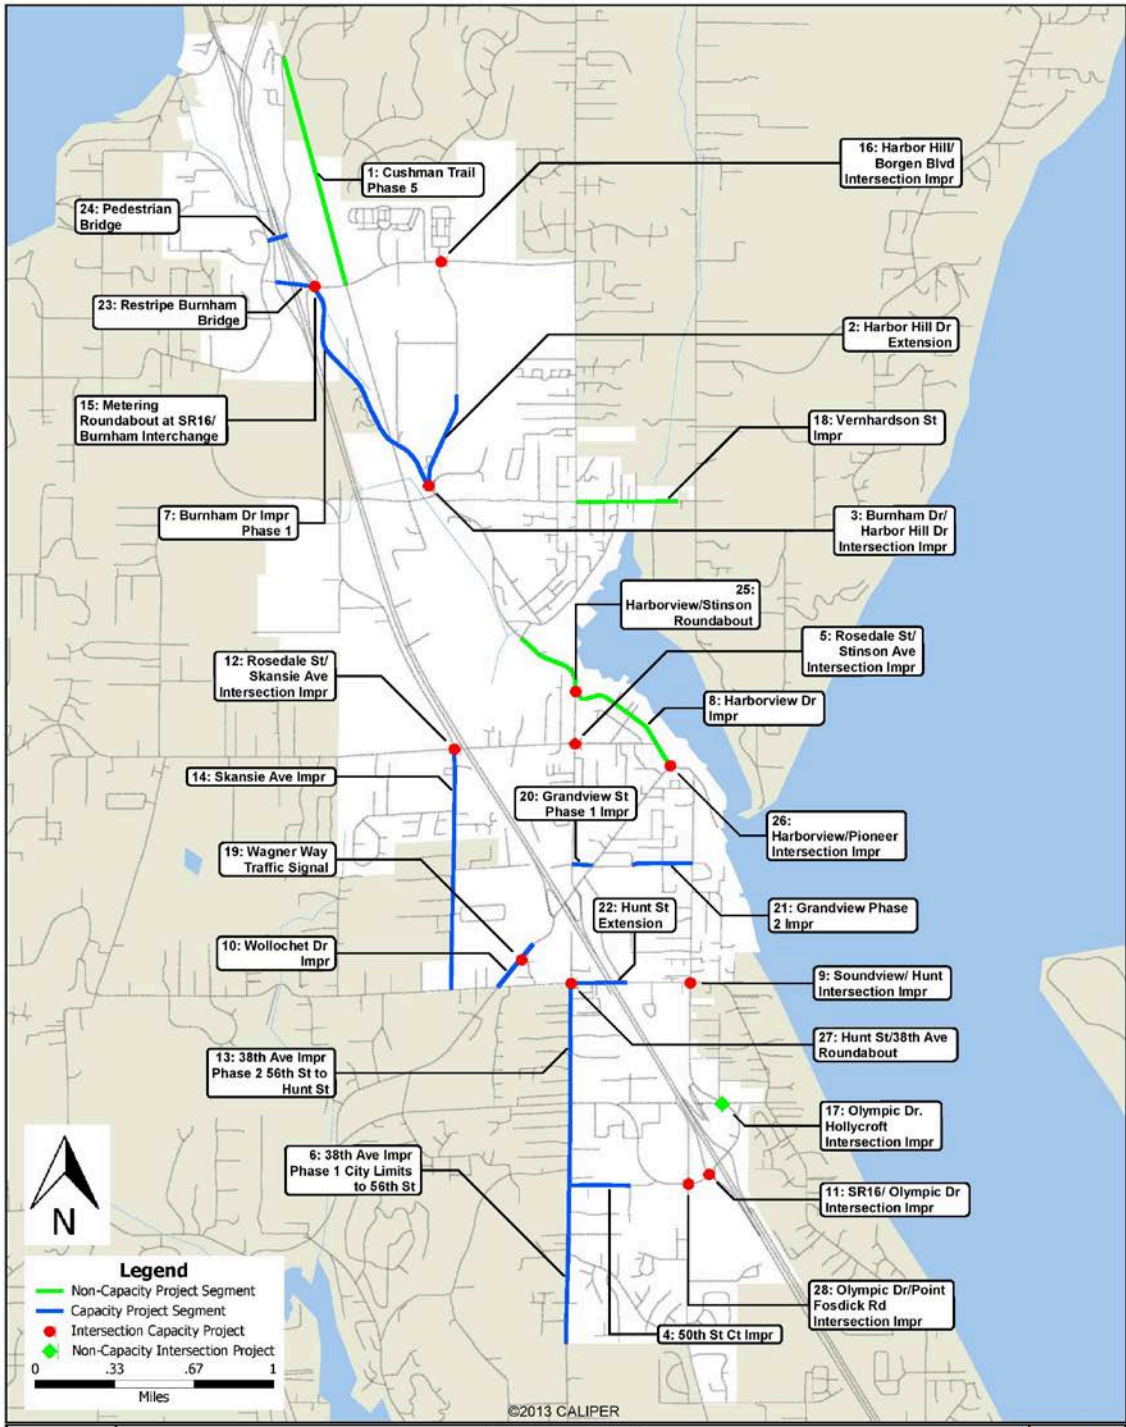 16: Harbor Hill/
Borgen Blvd
Intersection Impr
1: Cushman Trail
Phase 5
24: Pedestrian
Bridge
23: Restripe Burnham
Bridge
2: Harbor Hill Dr
Extension
15: Metering
Roundabout at SR16/
Burnham Interchange
18: Vernhardson St
Impr
7: Burnham Dr Impr
Phase 1
3: Burnham Dr/
Harbor Hill Dr
Intersection Impr
25:
Harborview/Stinson
Roundabout
5: Rosedale St/
Stinson Ave
Intersection Impr
12: Rosedale St/
Skansie Ave
Intersection Impr
8: Harborview Dr
Impr
14: Skansie Ave Impr
20: Grandview St
Phase 1 Impr
26:
Harborview/Pioneer
Intersection Impr
19: Wagner Way
Traffic Signal
21: Grandview Phase
2 Impr
22: Hunt St
Extension
10: Wollochet Dr
Impr
9: Soundview/ Hunt
Intersection Impr
27: Hunt St/38th Ave
Roundabout
13: 38th Ave Impr
Phase 2 56th St to
Hunt St
17: Olympic Dr.
Hollycroft
Intersection Impr
6: 38th Ave Impr
Phase 1 City Limits
to 56th St
11: SR16/ Olympic Dr
Intersection Impr
28: Olympic Dr/Point
Fosdick Rd
Intersection Impr
4: 50th St Ct Impr
N
Legend
Non-Capacity Project Segment
Capacity Project Segment
Intersection Capacity Project
Non-Capacity Intersection Project
0 .33 .67 1
Miles
©2013 CALIPER